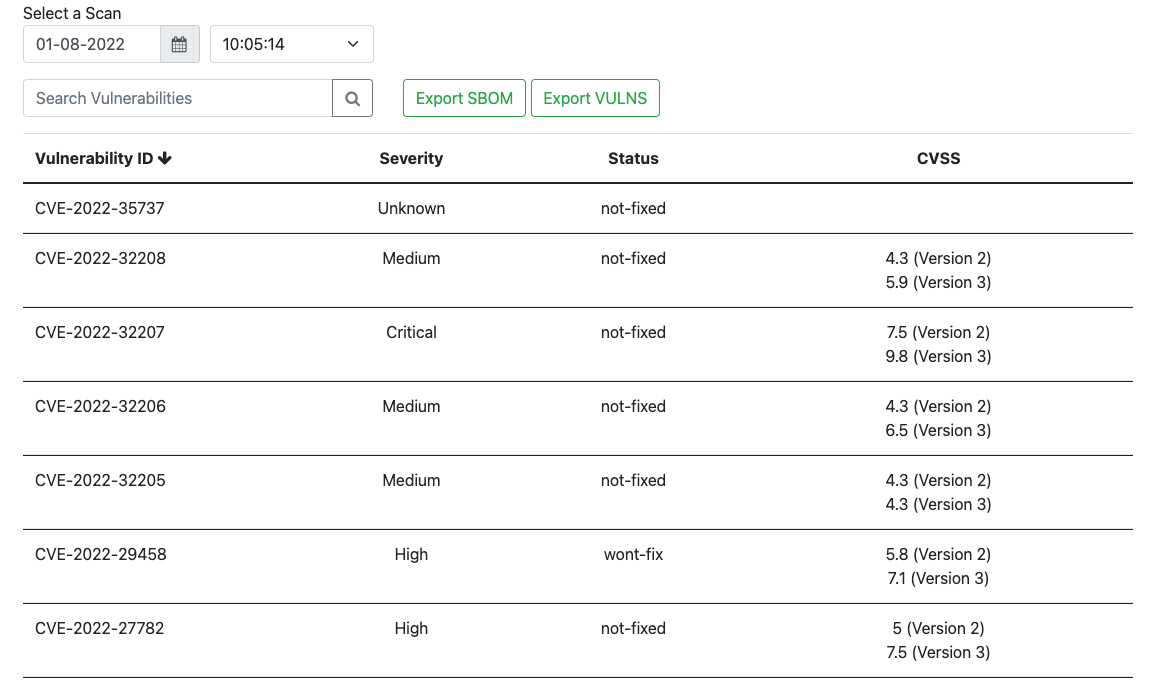 Select a Scan
01-08-2022 10:05:14
Search Vulnerabilities Export SBOM Export VULNS
Vulnerability ID Severity Status CVSS
CVE-2022-35737 Unknown not-fixed
CVE-2022-32208 Medium not-fixed 4.3 (Version 2)
5.9 (Version 3)
CVE-2022-32207 Critical not-fixed 7.5 (Version 2)
9.8 (Version 3)
CVE-2022-32206 Medium not-fixed 4.3 (Version 2)
6.5 (Version 3)
CVE-2022-32205 Medium not-fixed 4.3 (Version 2)
4.3 (Version 3)
CVE-2022-29458 High wont-fix 5.8 (Version 2)
7.1 (Version 3)
CVE-2022-27782 High not-fixed 5 (Version 2)
7.5 (Version 3)